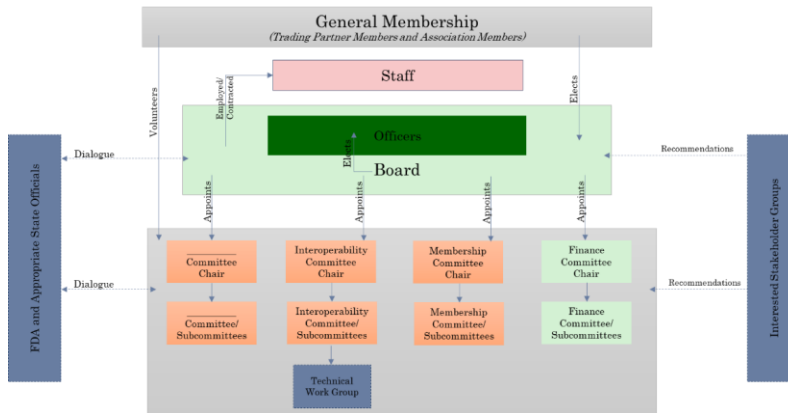 General Membership
(Trading Partner Members and Association Members)
Staff
Employed/
Contracted
Volunteers
Elects
Officers
Elects
Board
FDA and Appropriate State Officials
Dialogue
Recommendations
Interested Stakeholder Groups
Appoints
Appoints
Appoints
Appoints
Committee
Chair
Interoperability
Committee
Chair
Membership
Committee
Chair
Finance
Committee
Chair
Dialogue
Recommendations
Committee/
Subcommittees
Interoperability
Committee/
Subcommittees
Membership
Committee/
Subcommittees
Finance
Committee/
Subcommittees
Technical
Work Group